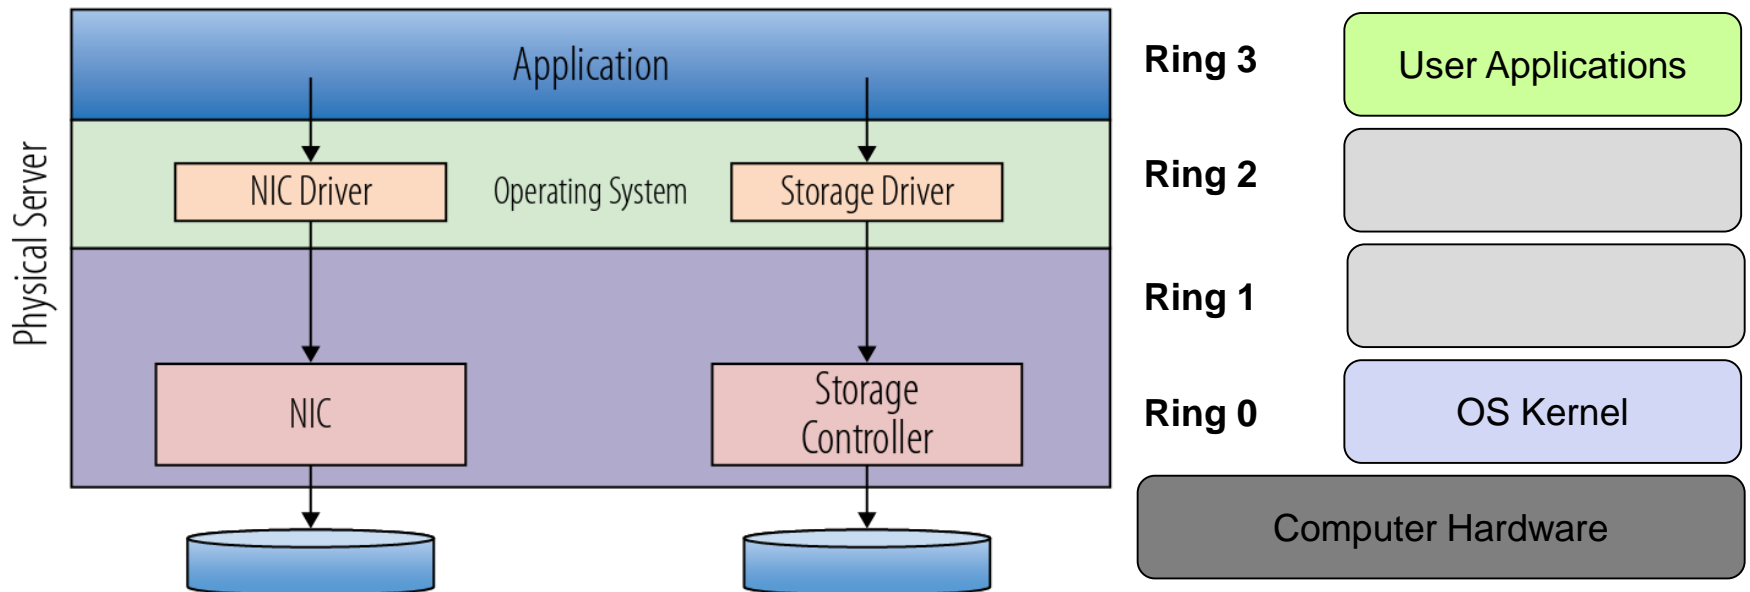 Physical Server
Application
NIC Driver
Operating System
Storage Driver
NIC
Storage
Controller
Ring 3
User Applications
Ring 2
Ring 1
Ring 0
OS Kernel
Computer Hardware